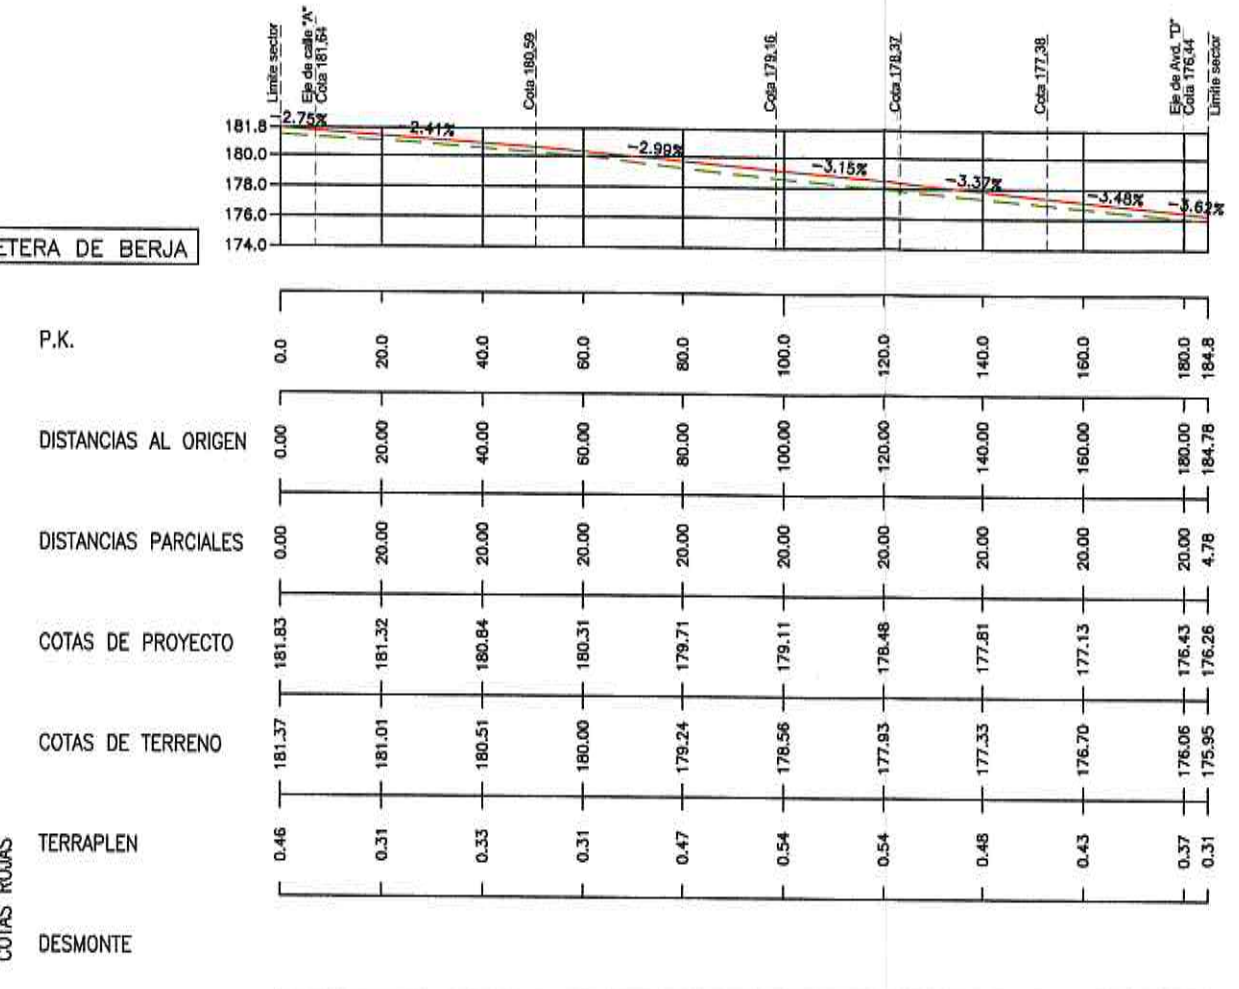 Limite sector
Eje de calle "A"
Cota 181,64
Cota 180,59
Cota 179,16
Cota 178,37
Cota 177,38
Eje de Avd. "D"
Cota 176,44
Limite sector
2.75%
-2.41%
-2.99%
-3.15%
-3.37%
-3.48%
-3.62%
181.8
180.0
178.0
176.0
174.0
ETERA DE BERJA
P.K. 0.0 20.0 40.0 60.0 80.0 100.0 120.0 140.0 160.0 180.0 184.8
DISTANCIAS AL ORIGEN 0.00 20.00 40.00 60.00 80.00 100.00 120.00 140.00 160.00 180.00 184.78
DISTANCIAS PARCIALES 0.00 20.00 20.00 20.00 20.00 20.00 20.00 20.00 20.00 20.00 4.78
COTAS DE PROYECTO 181.83 181.32 180.84 180.31 179.71 179.11 178.48 177.81 177.13 176.43 176.26
COTAS DE TERRENO 181.37 181.01 180.51 180.00 179.24 178.56 177.93 177.33 176.70 176.06 175.95
COTAS ROJAS
TERRAPLEN 0.46 0.31 0.33 0.31 0.47 0.54 0.54 0.48 0.43 0.37 0.31
DESMONTE